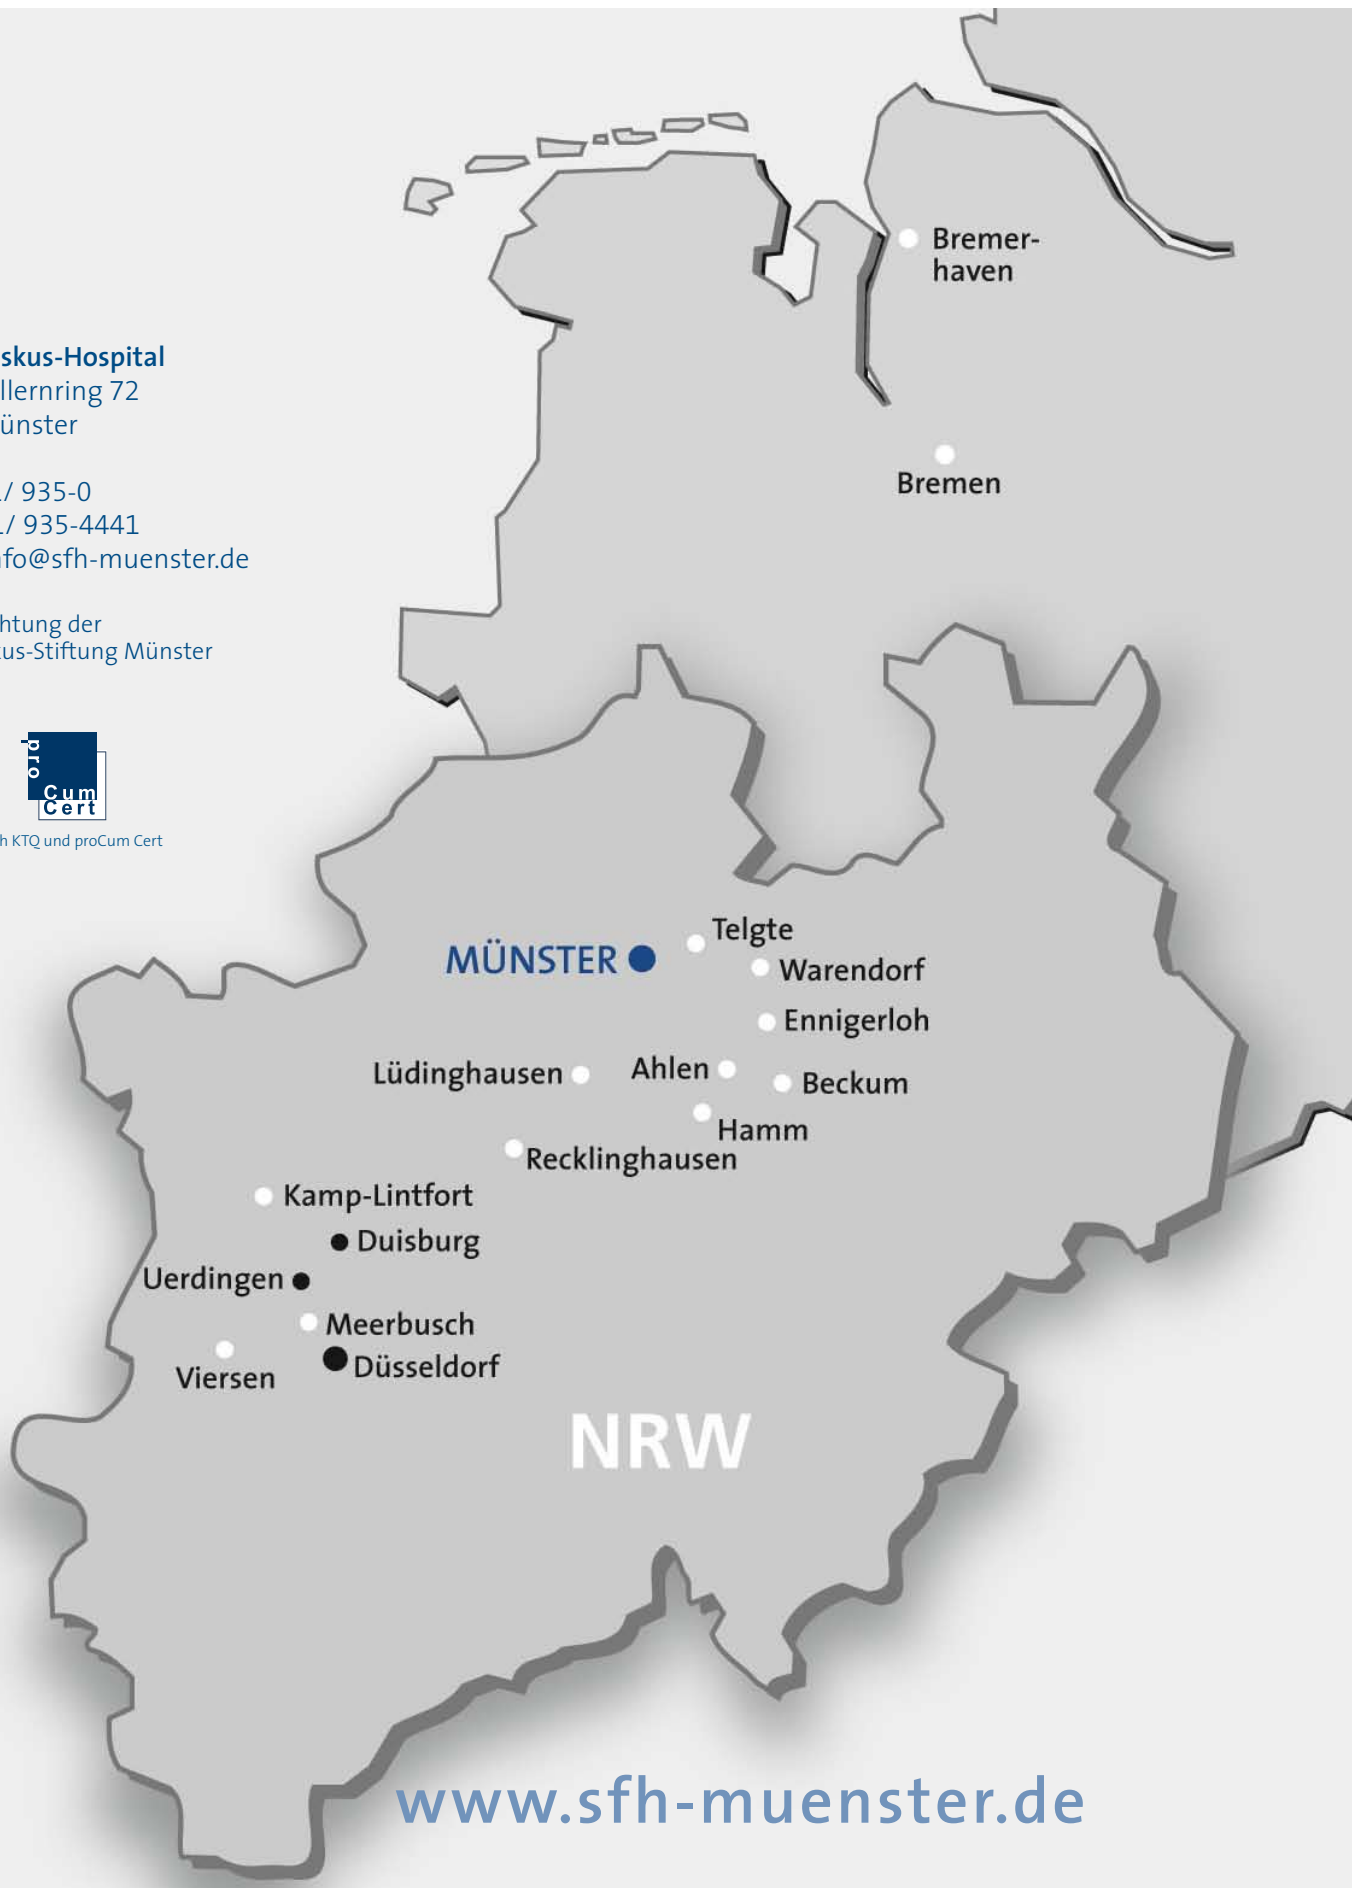 Bremer-
haven
skus-Hospital
llernring 72
ünster
Bremen
/ 935-0
/ 935-4441
nfo@sfh-muenster.de
htung der
kus-Stiftung Münster
pro
Cum
Cert
h KTQ und proCum Cert
Telgte
MÜNSTER
Warendorf
Ennigerloh
Lüdinghausen
Ahlen
Beckum
Hamm
Recklinghausen
Kamp-Lintfort
Duisburg
Uerdingen
Meerbusch
Düsseldorf
Viersen
NRW
www.sfh-muenster.de